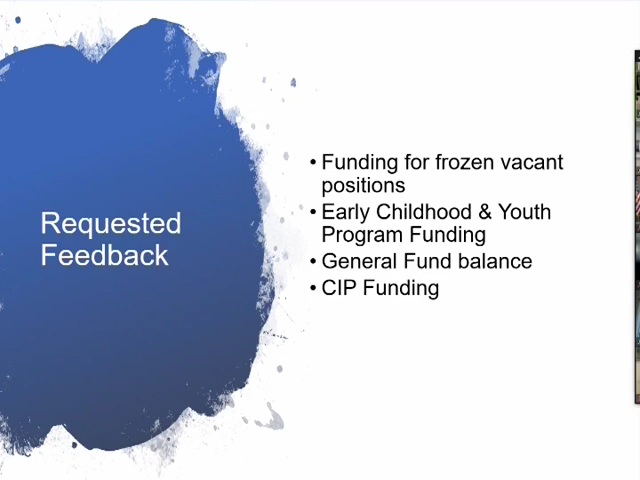 Requested
Feedback
• Funding for frozen vacant
positions
• Early Childhood & Youth
Program Funding
• General Fund balance
• CIP Funding